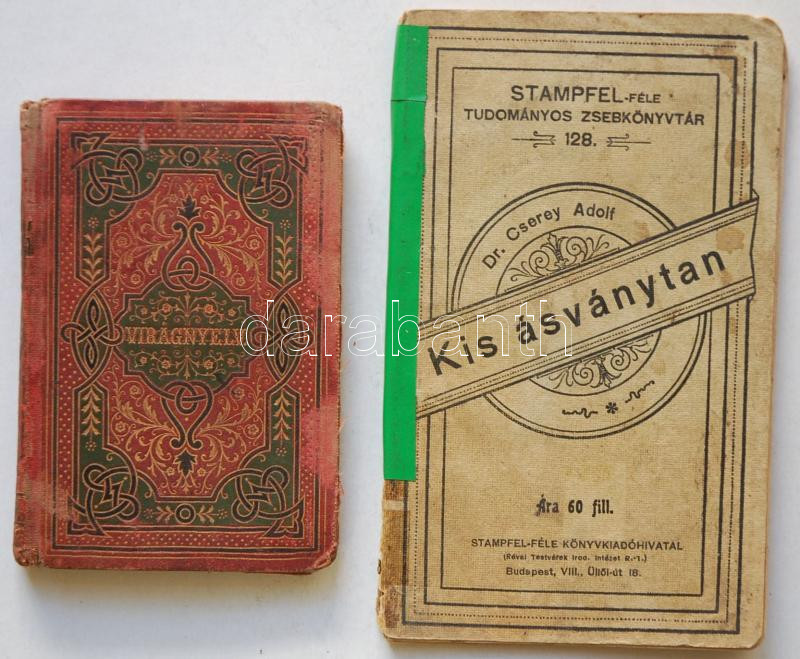 VIRÁGNYELV
STAMPFEL-FÉLE
TUDOMÁNYOS ZSEBKÖNYVTÁR
128.
Dr. Cserey Adolf
Kis ásványtan
Ára 60 fill.
STAMPFEL-FÉLE KÖNYVKIADÓHIVATAL
(Révai Testvérek Irod. Intézet R.-T.)
Budapest, VIII., Üllői-út 18.
darabanth